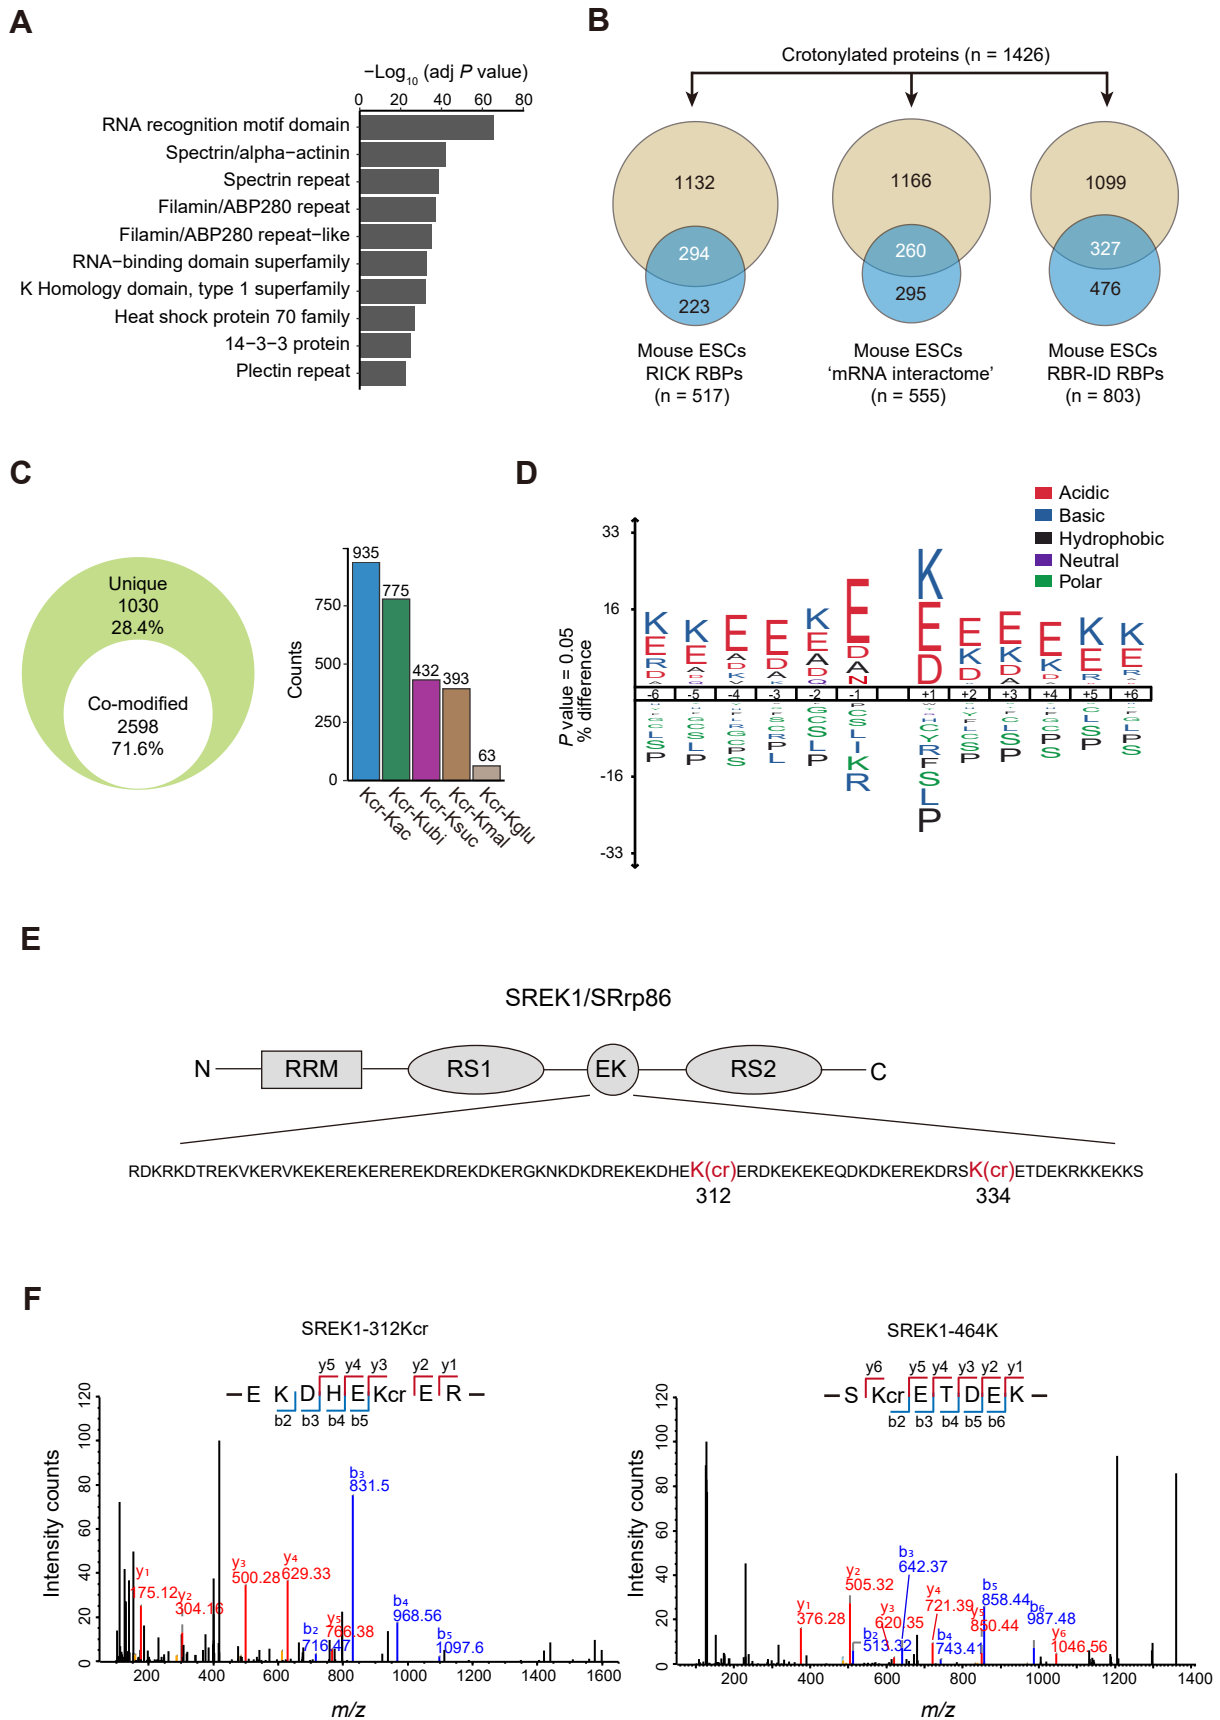 A
−Log10 (adj P value)
0 20 40 60 80
RNA recognition motif domain
Spectrin/alpha−actinin
Spectrin repeat
Filamin/ABP280 repeat
Filamin/ABP280 repeat−like
RNA−binding domain superfamily
K Homology domain, type 1 superfamily
Heat shock protein 70 family
14−3−3 protein
Plectin repeat
B
Crotonylated proteins (n = 1426)
1132
294
223
Mouse ESCs
RICK RBPs
(n = 517)
1166
260
295
Mouse ESCs
‘mRNA interactome’
(n = 555)
1099
327
476
Mouse ESCs
RBR-ID RBPs
(n = 803)
C
Unique
1030
28.4%
Co-modified
2598
71.6%
Counts
750
500
250
0
935
775
432
393
63
Kcr-Kac
Kcr-Kubi
Kcr-Ksuc
Kcr-Kmal
Kcr-Kglu
D
Acidic
Basic
Hydrophobic
Neutral
Polar
P value = 0.05
% difference
33
16
-16
-33
K K E E K E K E E E K K
E E A D E D E K K K E E
R D A D A A D D D R
-6 -5 -4 -3 -2 -1 +1 +2 +3 +4 +5 +6
E
SREK1/SRrp86
N RRM RS1 EK RS2 C
RDKRKDTREKVKERVKEKEREKEREREKDREKDKERGKNKDKDREKEKDHEK(cr)ERDKEKEKEQDKDKEREKDRSK(cr)ETDEKRKKEKKS
312 334
F
SREK1-312Kcr
y5 y4 y3 y2 y1
E K D H E Kcr E R
b2 b3 b4 b5
Intensity counts
120
100
80
60
40
20
0
y1
175.12
y2
304.16
y3
500.28
y4
629.33
b2
716.47
y5
766.38
b3
831.5
b4
968.56
b5
1097.6
200 400 600 800 1000 1200 1400 1600
m/z
SREK1-464K
y6 y5 y4 y3 y2 y1
S Kcr E T D E K
b2 b3 b4 b5 b6
Intensity counts
120
100
80
60
40
20
0
y1
376.28
y2
505.32
b2
513.32
y3
620.35
b3
642.37
y4
721.39
b4
743.41
y5
850.44
b5
858.44
b6
987.48
y6
1046.56
200 400 600 800 1000 1200 1400
m/z